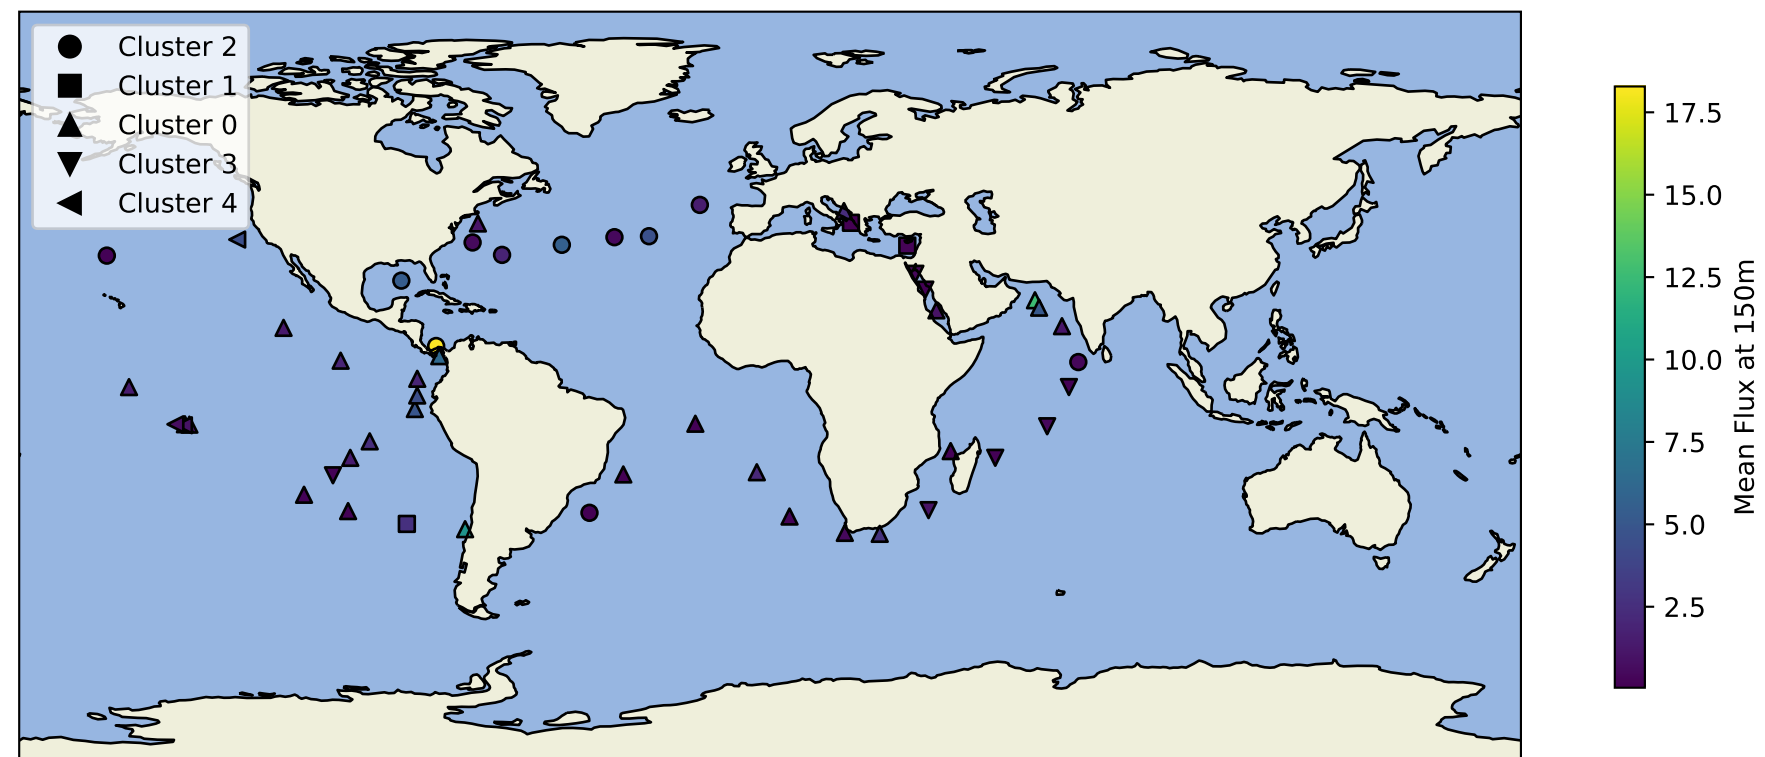 Cluster 2
Cluster 1
Cluster 0
Cluster 3
Cluster 4
17.5
15.0
12.5
10.0
7.5
5.0
2.5
Mean Flux at 150m